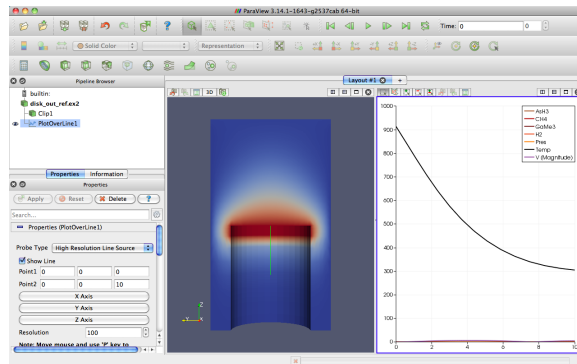 ParaView 3.14.1-1643-g2537cab 64-bit
Time: 0
0
Solid Color
Representation
Pipeline Browser
builtin:
disk_out_ref.ex2
Clip1
PlotOverLine1
Properties Information
Properties
Apply Reset Delete ?
Search...
Properties (PlotOverLine1)
Probe Type High Resolution Line Source
Show Line
Point1 0 0 0
Point2 0 0 10
X Axis
Y Axis
Z Axis
Resolution 100
Note: Move mouse and use 'P' key to
Layout #1
3D
Z
Y
X
1000
900
800
700
600
500
400
300
200
100
0
0 2 4 6 8 10
AsH3
CH4
GaMe3
H2
Pres
Temp
V (Magnitude)